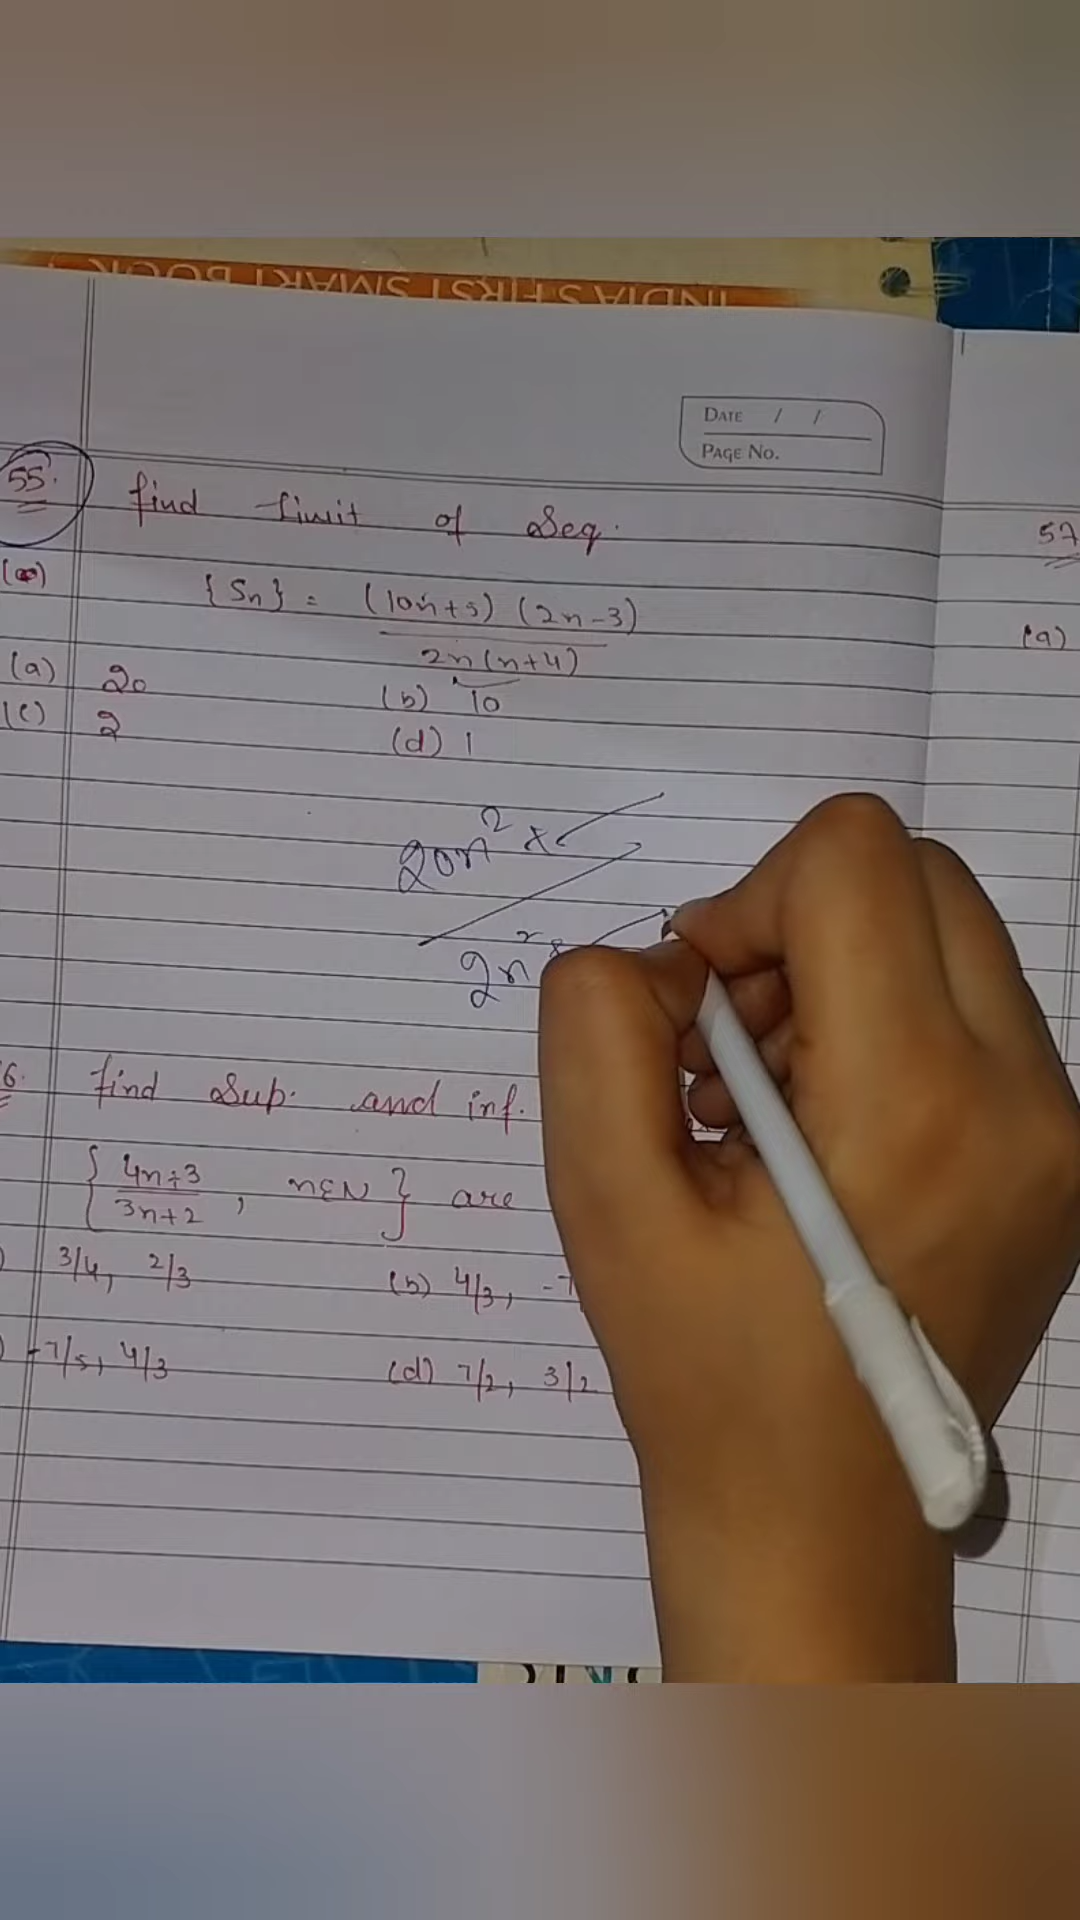 INDIA'S FIRST SMART BOOK
DATE / /
PAGE NO.
55.
find limit of Seq.
57
{Sn} = (10n+5) (2n-3)
2n(n+4)
(a)
(a) 20 (b) 10
(c) 2 (d) 1
20n² ×
2n²
6. find Sup. and inf.
{ 4n+3
3n+2 , n∈N } are
3/4, 2/3 (b) 4/3, -7
-7/5, 4/3 (d) 7/2, 3/2